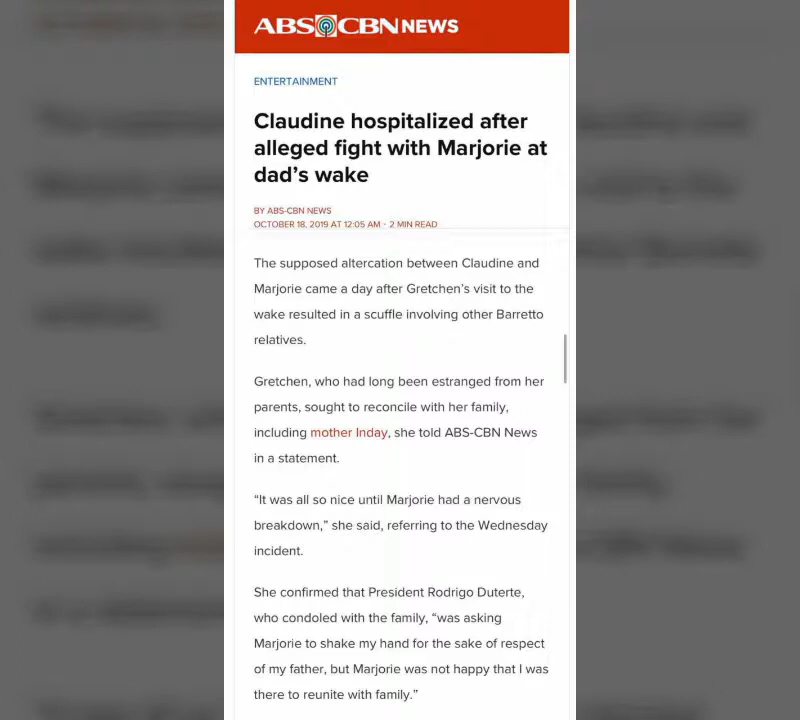 ABS CBN NEWS
ENTERTAINMENT
Claudine hospitalized after
alleged fight with Marjorie at
dad’s wake
BY ABS-CBN NEWS
OCTOBER 18, 2019 AT 12:05 AM · 2 MIN READ
The supposed altercation between Claudine and
Marjorie came a day after Gretchen’s visit to the
wake resulted in a scuffle involving other Barretto
relatives.
Gretchen, who had long been estranged from her
parents, sought to reconcile with her family,
including mother Inday, she told ABS-CBN News
in a statement.
“It was all so nice until Marjorie had a nervous
breakdown,” she said, referring to the Wednesday
incident.
She confirmed that President Rodrigo Duterte,
who condoled with the family, “was asking
Marjorie to shake my hand for the sake of respect
of my father, but Marjorie was not happy that I was
there to reunite with family.”